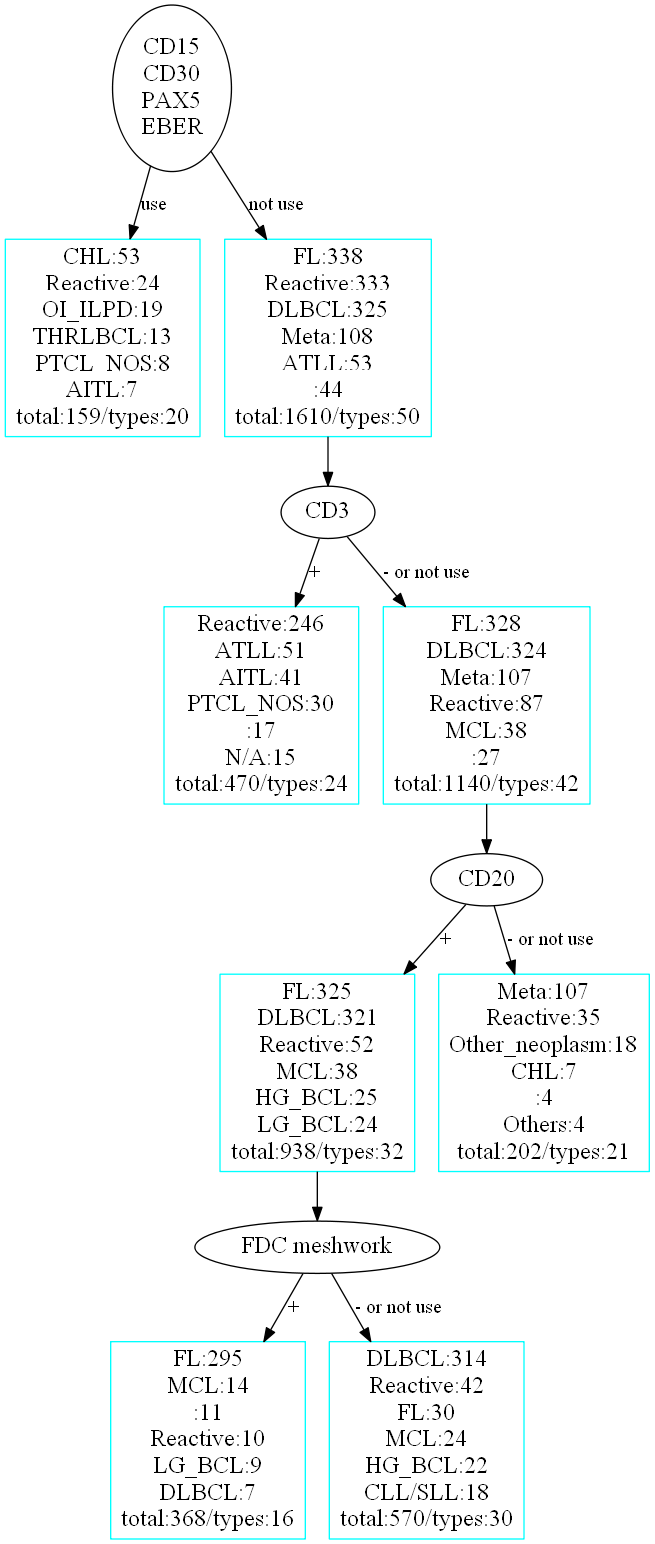 CD15
CD30
PAX5
EBER
use
not use
CHL:53
Reactive:24
OI_ILPD:19
THRLBCL:13
PTCL_NOS:8
AITL:7
total:159/types:20
FL:338
Reactive:333
DLBCL:325
Meta:108
ATLL:53
:44
total:1610/types:50
CD3
+
- or not use
Reactive:246
ATLL:51
AITL:41
PTCL_NOS:30
:17
N/A:15
total:470/types:24
FL:328
DLBCL:324
Meta:107
Reactive:87
MCL:38
:27
total:1140/types:42
CD20
+
- or not use
FL:325
DLBCL:321
Reactive:52
MCL:38
HG_BCL:25
LG_BCL:24
total:938/types:32
Meta:107
Reactive:35
Other_neoplasm:18
CHL:7
:4
Others:4
total:202/types:21
FDC meshwork
+
- or not use
FL:295
MCL:14
:11
Reactive:10
LG_BCL:9
DLBCL:7
total:368/types:16
DLBCL:314
Reactive:42
FL:30
MCL:24
HG_BCL:22
CLL/SLL:18
total:570/types:30